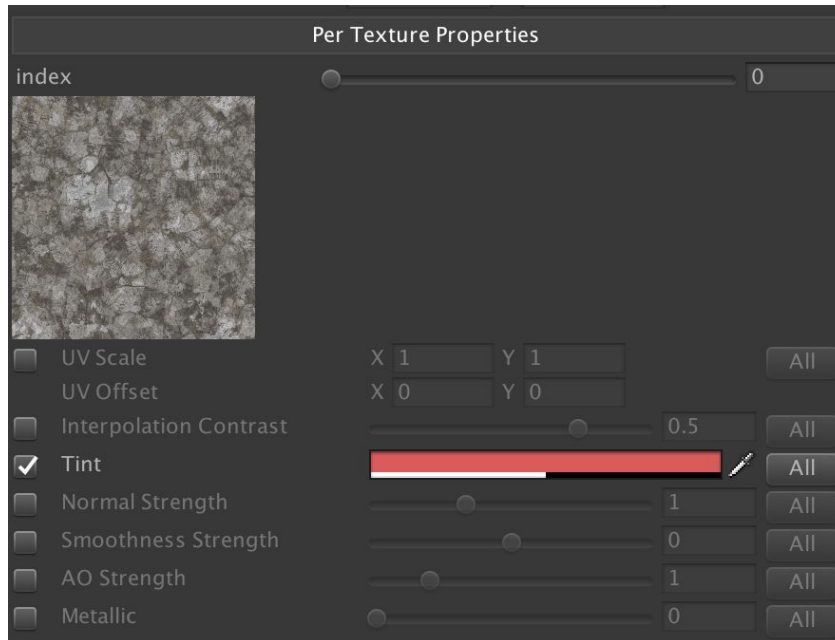 Per Texture Properties
index 0
UV Scale X 1 Y 1 All
UV Offset X 0 Y 0
Interpolation Contrast 0.5 All
Tint All
Normal Strength 1 All
Smoothness Strength 0 All
AO Strength 1 All
Metallic 0 All